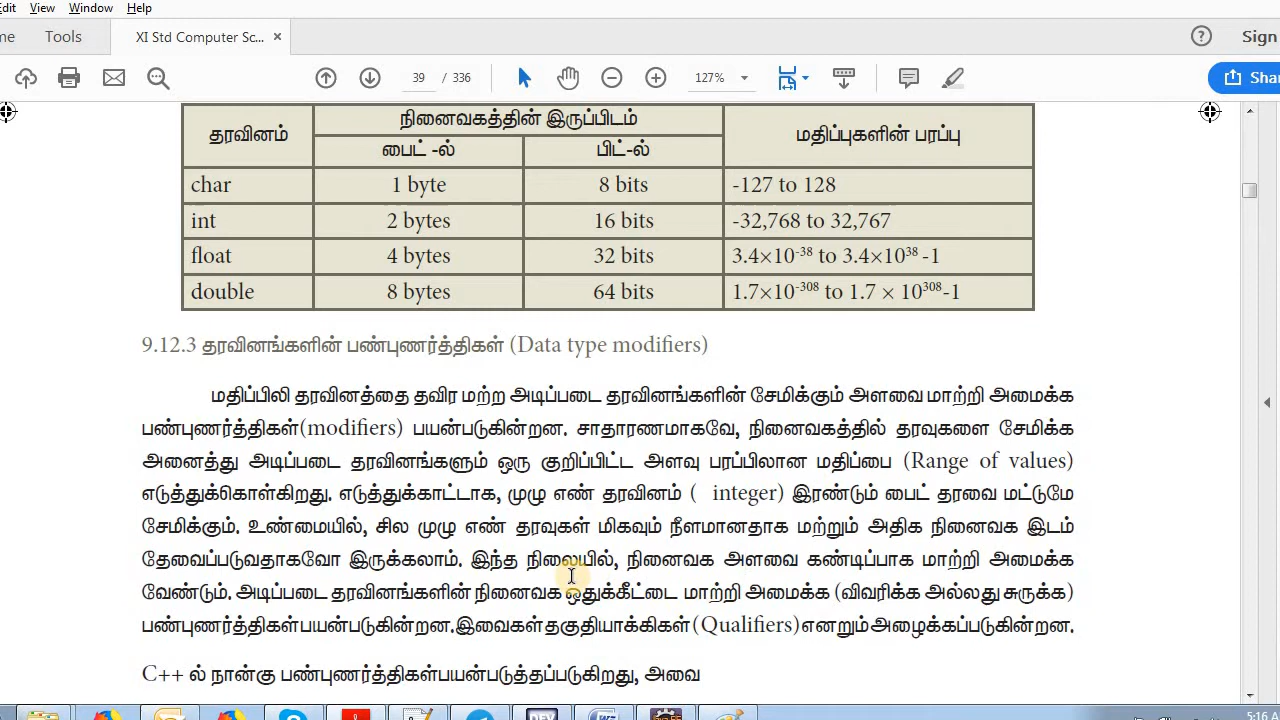 Edit View Window Help
me Tools XI Std Computer Sc... × Sign
39 / 336 127% Shar
தரவினம் நினைவகத்தின் இருப்பிடம் மதிப்புகளின் பரப்பு
பைட் -ல் பிட்-ல்
char 1 byte 8 bits -127 to 128
int 2 bytes 16 bits -32,768 to 32,767
float 4 bytes 32 bits 3.4×10⁻³⁸ to 3.4×10³⁸ -1
double 8 bytes 64 bits 1.7×10⁻³⁰⁸ to 1.7 × 10³⁰⁸-1
9.12.3 தரவினங்களின் பண்புணர்த்திகள் (Data type modifiers)
மதிப்பிலி தரவினத்தை தவிர மற்ற அடிப்படை தரவினங்களின் சேமிக்கும் அளவை மாற்றி அமைக்க
பண்புணர்த்திகள்(modifiers) பயன்படுகின்றன. சாதாரணமாகவே, நினைவகத்தில் தரவுகளை சேமிக்க
அனைத்து அடிப்படை தரவினங்களும் ஒரு குறிப்பிட்ட அளவு பரப்பிலான மதிப்பை (Range of values)
எடுத்துக்கொள்கிறது. எடுத்துக்காட்டாக, முழு எண் தரவினம் ( integer) இரண்டும் பைட் தரவை மட்டுமே
சேமிக்கும். உண்மையில், சில முழு எண் தரவுகள் மிகவும் நீளமானதாக மற்றும் அதிக நினைவக இடம்
தேவைப்படுவதாகவோ இருக்கலாம். இந்த நிலையில், நினைவக அளவை கண்டிப்பாக மாற்றி அமைக்க
வேண்டும். அடிப்படை தரவினங்களின் நினைவக ஒதுக்கீட்டை மாற்றி அமைக்க (விவரிக்க அல்லது சுருக்க)
பண்புணர்த்திகள் பயன்படுகின்றன. இவைகள் தகுதியாக்கிகள் (Qualifiers) எனறும் அழைக்கப்படுகின்றன.
C++ ல் நான்கு பண்புணர்த்திகள்பயன்படுத்தப்படுகிறது, அவை
DEV
5:16 A